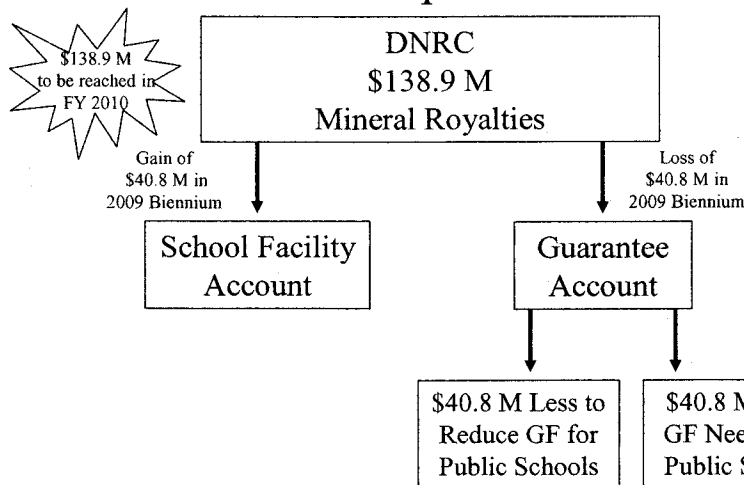 $138.9 M
to be reached in
FY 2010
DNRC
$138.9 M
Mineral Royalties
Gain of
$40.8 M in
2009 Biennium
Loss of
$40.8 M in
2009 Biennium
School Facility
Account
Guarantee
Account
$40.8 M Less to
Reduce GF for
Public Schools
$40.8 M
GF
Public